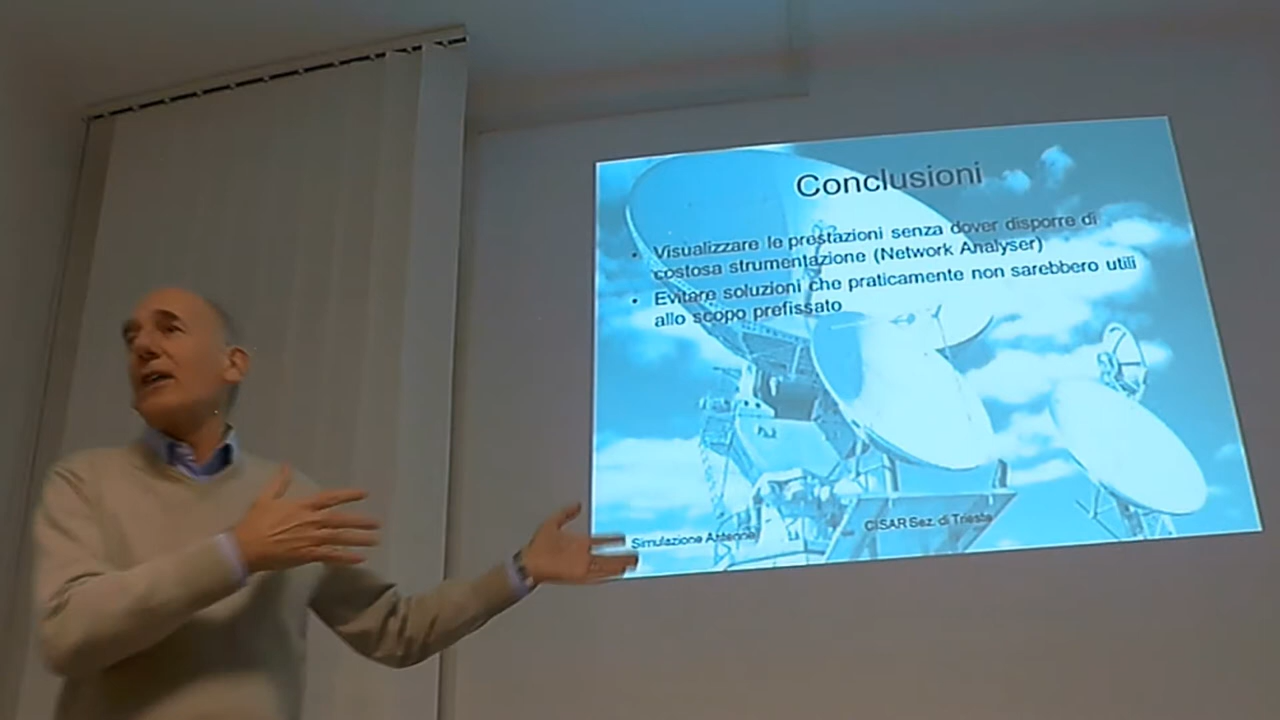 Conclusioni
• Visualizzare le prestazioni senza dover disporre di
costosa strumentazione (Network Analyser)
• Evitare soluzioni che praticamente non sarebbero utili
allo scopo prefissato
Simulazione Antenne
CISAR Sez. di Trieste